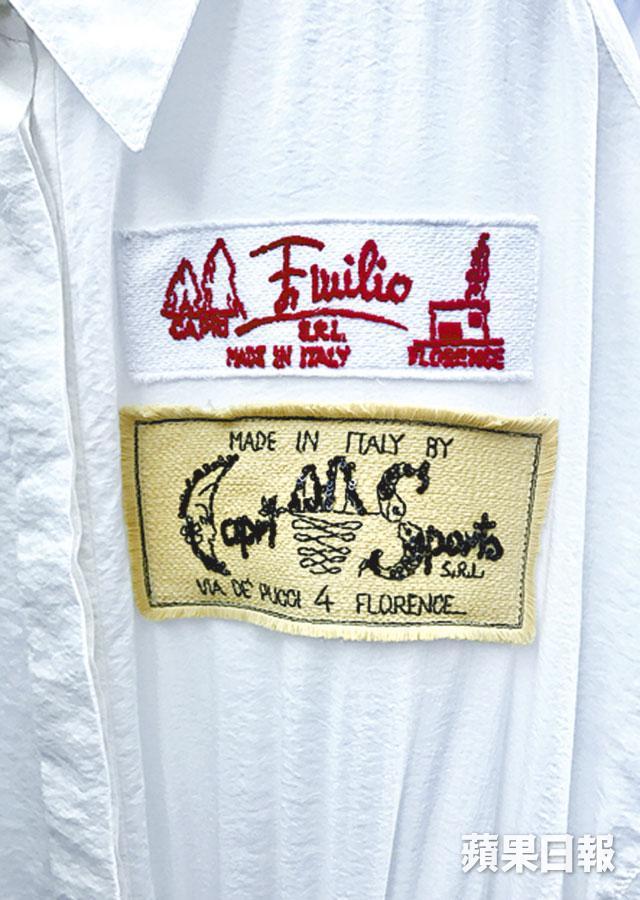 Emilio
CAPRI S.R.L.
MADE IN ITALY FLORENCE
MADE IN ITALY BY
Capri Sports
S.R.L
VIA DE' PUCCI 4 FLORENCE
蘋果日報